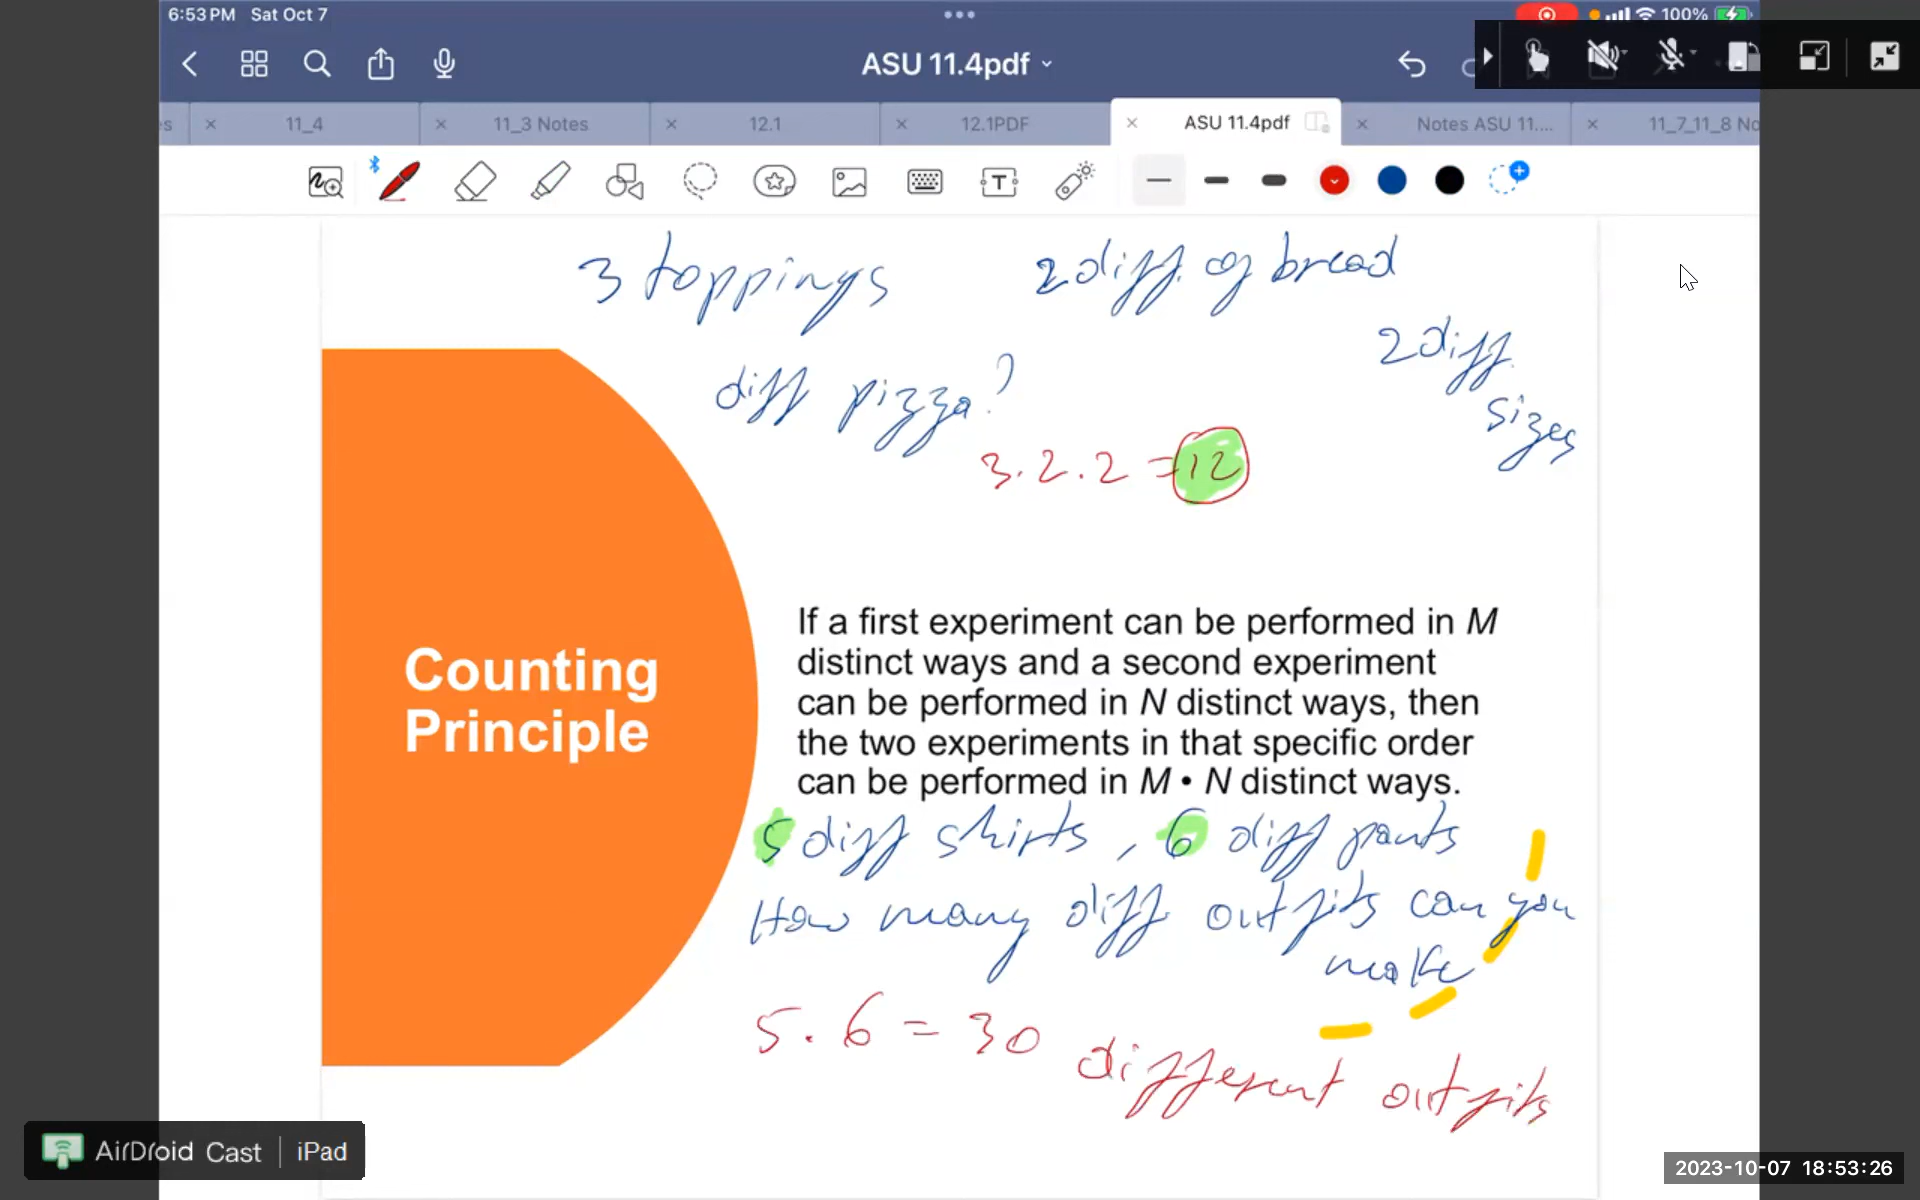 6:53 PM Sat Oct 7
100%
ASU 11.4pdf
11_4
11_3 Notes
12.1
12.1PDF
ASU 11.4pdf
Notes ASU 11....
11_7_11_8 No
T
3 toppings 2 diff. of bread
2 diff.
sizes
diff pizza?
3.2.2 = 12
Counting
Principle
If a first experiment can be performed in M
distinct ways and a second experiment
can be performed in N distinct ways, then
the two experiments in that specific order
can be performed in M • N distinct ways.
5 diff shirts, 6 diff pants
How many diff. outfits can you
make
5.6 = 30 different outfits
AirDroid Cast | iPad
2023-10-07 18:53:26